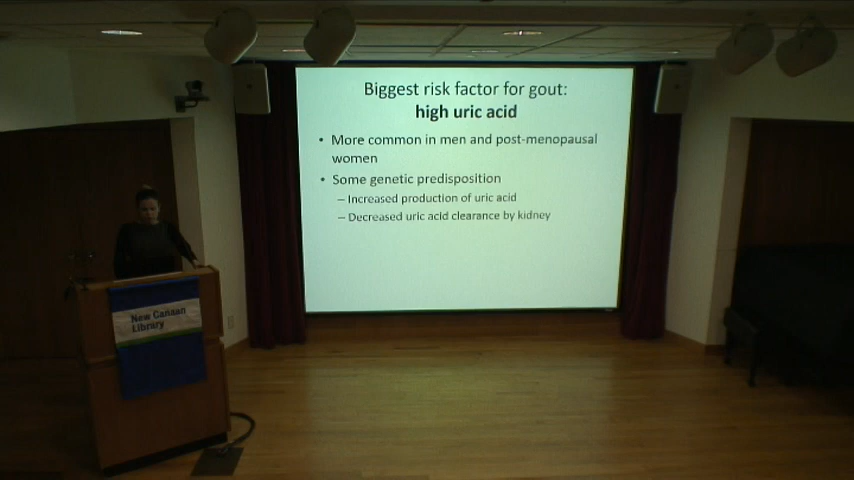 Biggest risk factor for gout:
high uric acid
• More common in men and post-menopausal
women
• Some genetic predisposition
– Increased production of uric acid
– Decreased uric acid clearance by kidney
New Canaan
Library